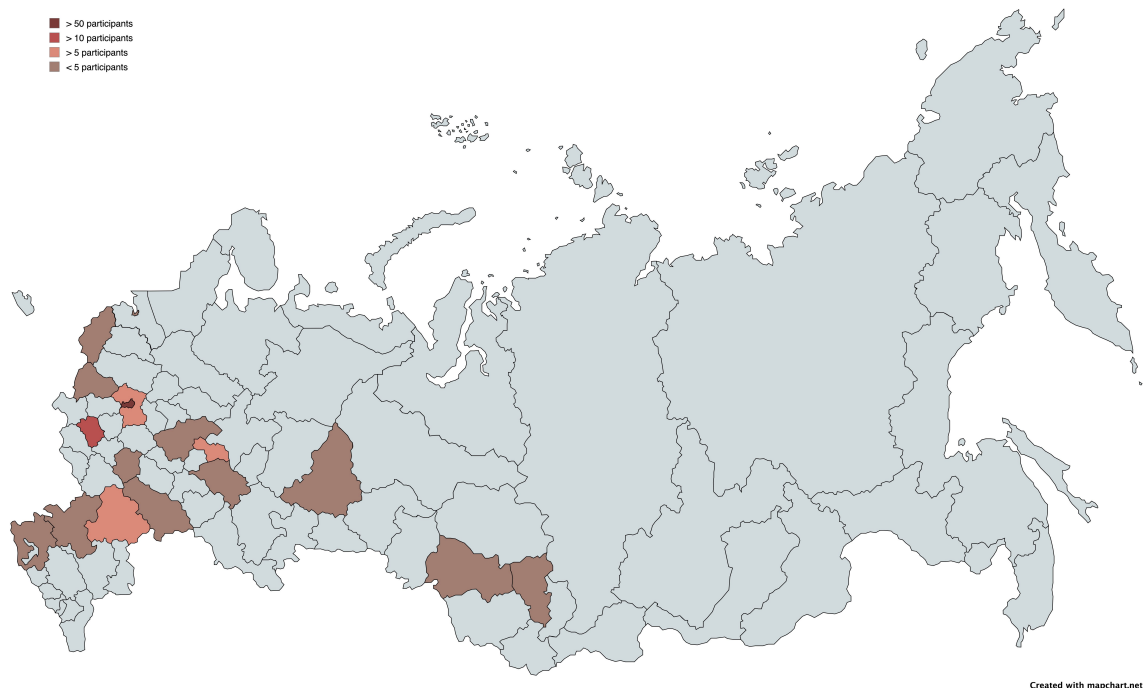 > 50 participants
> 10 participants
> 5 participants
< 5 participants
Created with mapchart.net